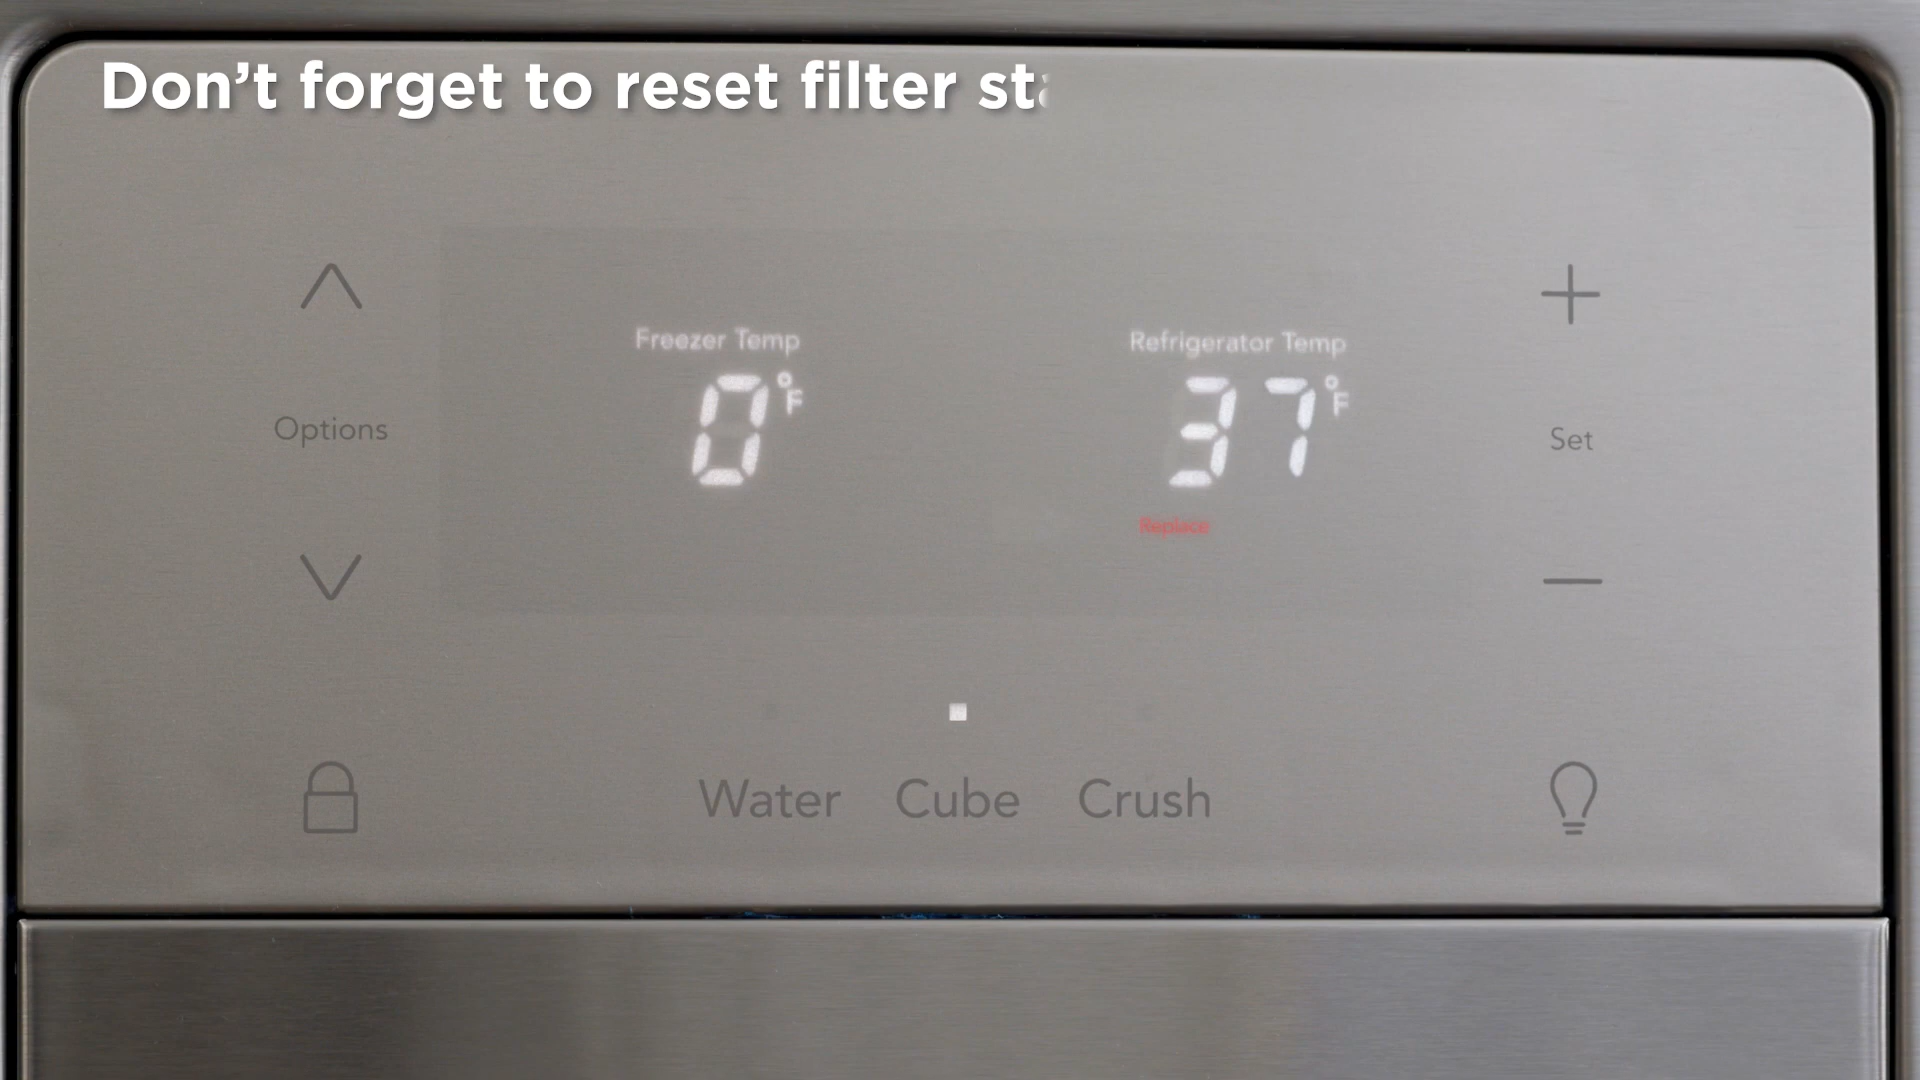 Don't forget to reset filter st
Freezer Temp
Refrigerator Temp
0°F
37°F
Options
Set
Replace
Water
Cube
Crush